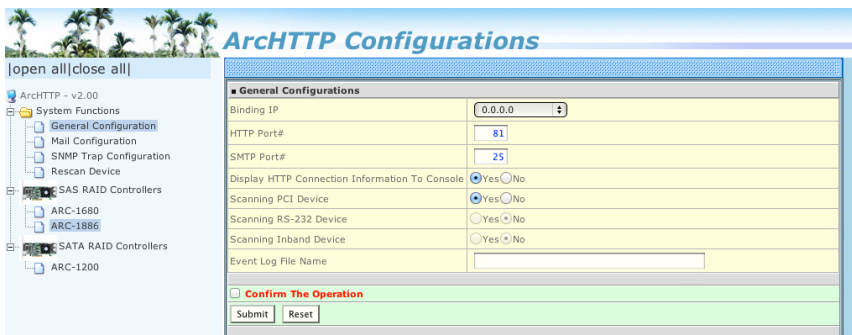 ArcHTTP Configurations
|open all|close all|
ArcHTTP - v2.00
System Functions
General Configuration
Mail Configuration
SNMP Trap Configuration
Rescan Device
SAS RAID Controllers
ARC-1680
ARC-1886
SATA RAID Controllers
ARC-1200
General Configurations
Binding IP 0.0.0.0
HTTP Port# 81
SMTP Port# 25
Display HTTP Connection Information To Console Yes No
Scanning PCI Device Yes No
Scanning RS-232 Device Yes No
Scanning Inband Device Yes No
Event Log File Name
Confirm The Operation
Submit Reset